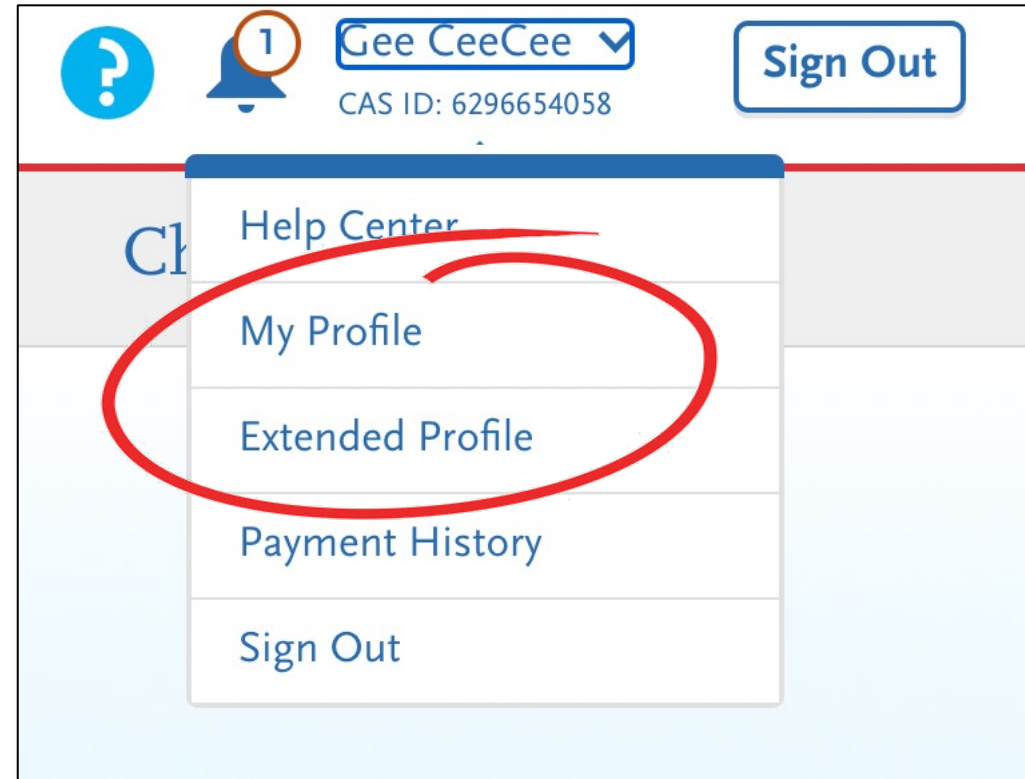 ?
1
Gee CeeCee
Sign Out
CAS ID: 6296654058
Help Center
My Profile
Extended Profile
Payment History
Sign Out